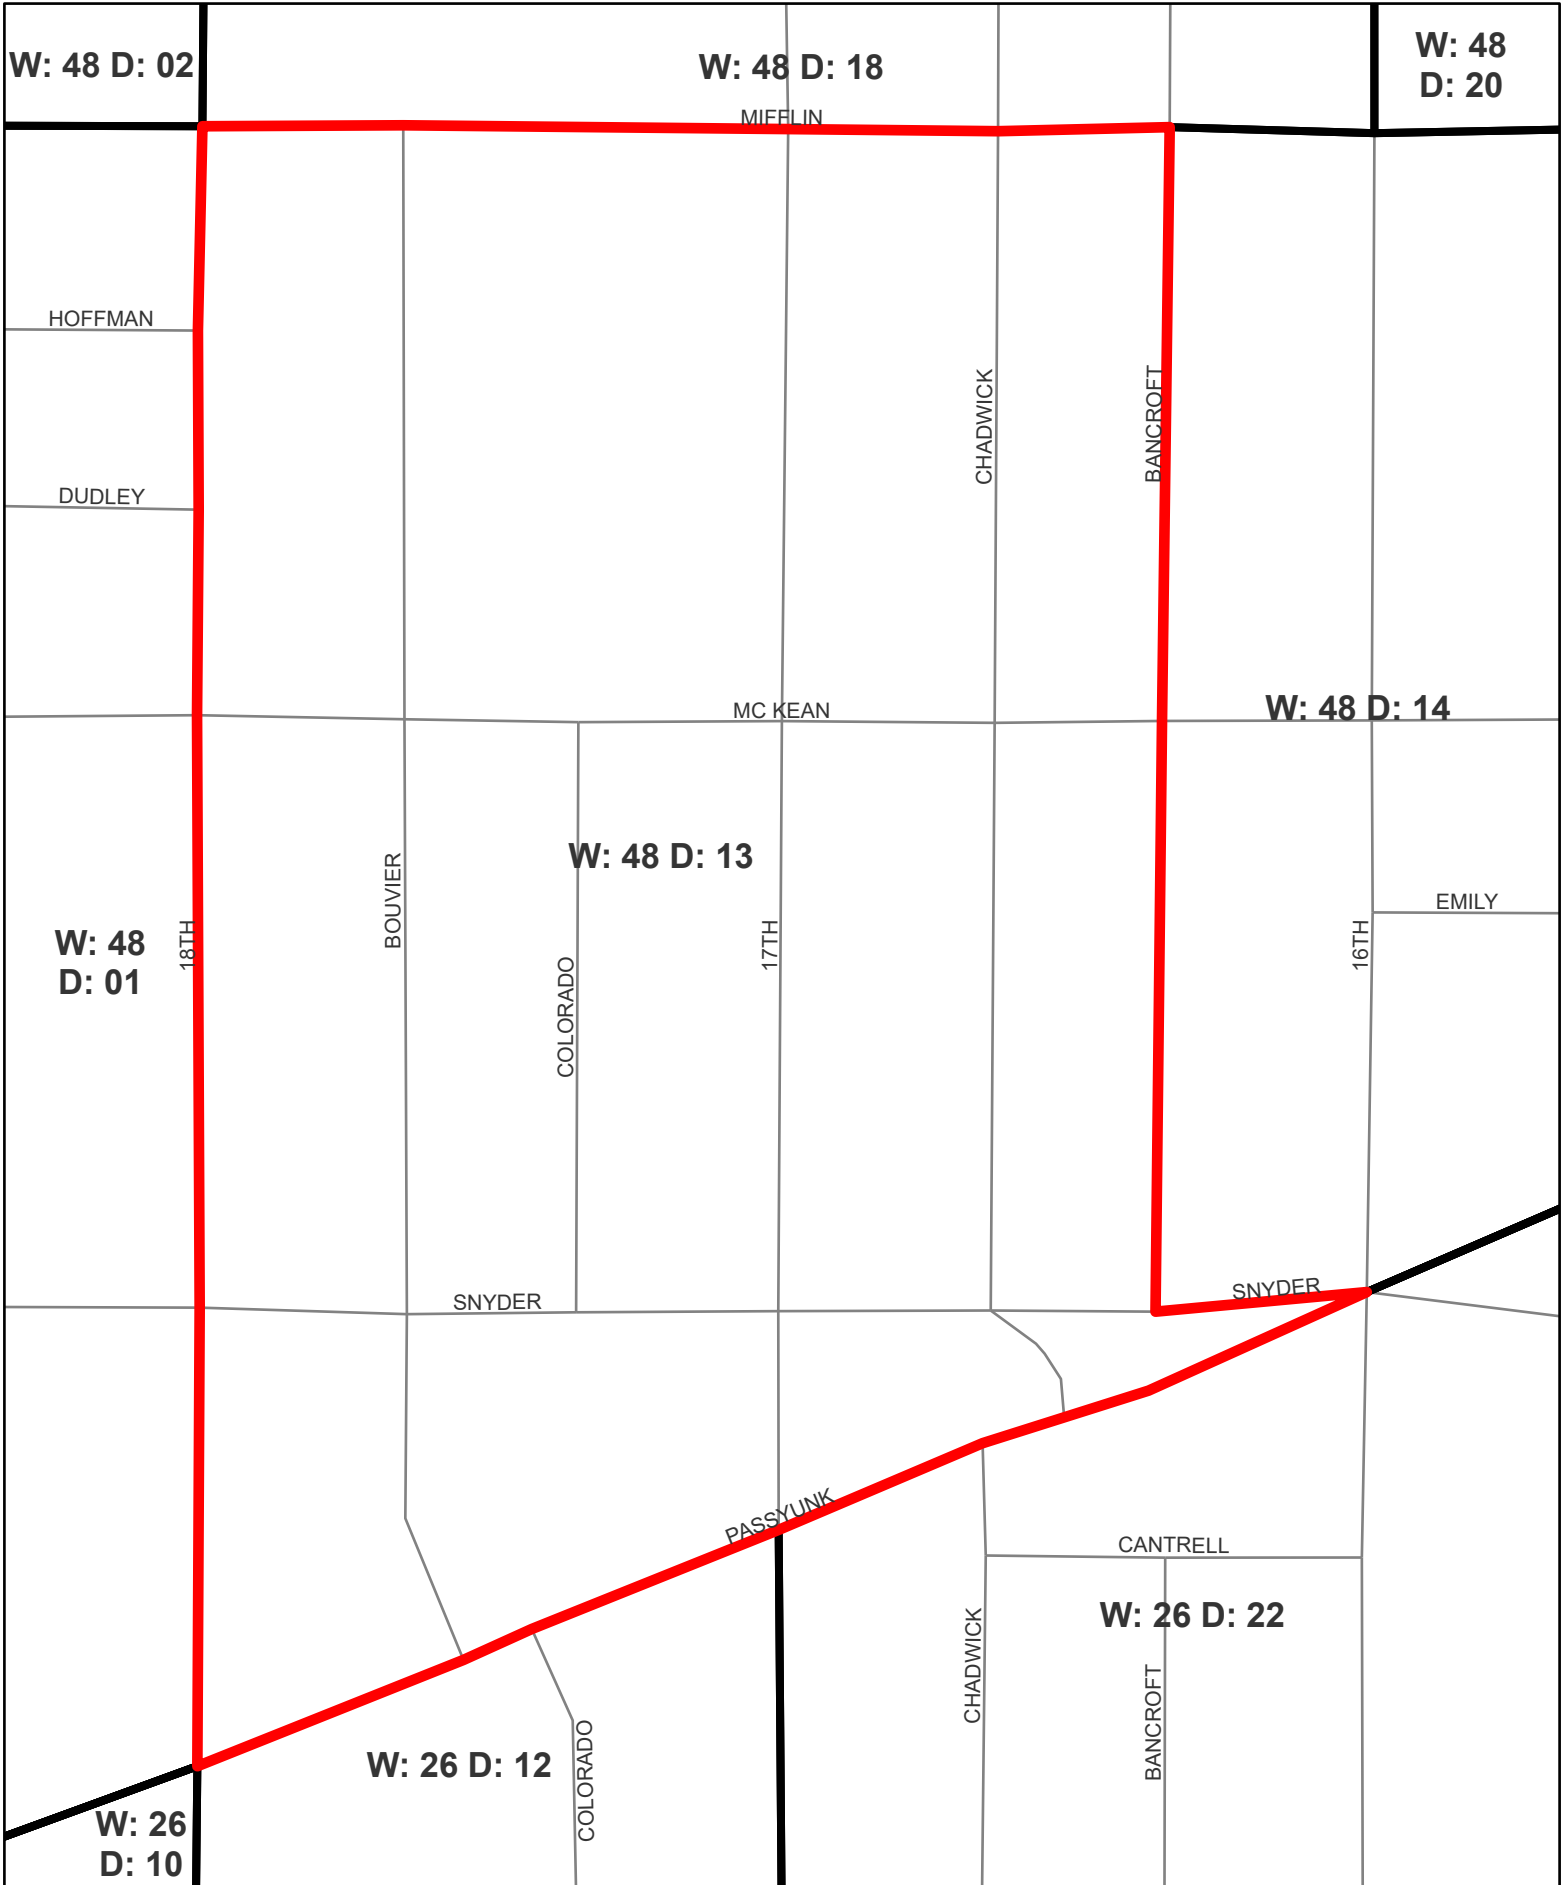 W: 48 D: 02
W: 48 D: 18
W: 48
D: 20
MIFFLIN
HOFFMAN
CHADWICK
BANCROFT
DUDLEY
MC KEAN
W: 48 D: 14
W: 48 D: 13
BOUVIER
EMILY
W: 48
D: 01
18TH
17TH
16TH
COLORADO
SNYDER
SNYDER
PASSYUNK
CANTRELL
W: 26 D: 22
CHADWICK
BANCROFT
W: 26 D: 12
COLORADO
W: 26
D: 10